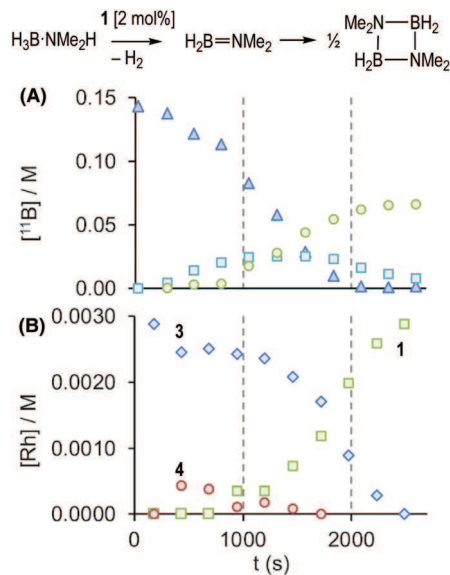 1 [2 mol%]
H₃B·NMe₂H
– H₂
H₂B=NMe₂
½
Me₂N BH₂
H₂B NMe₂
(A)
[¹¹B] / M
0.15
0.10
0.05
0.00
(B)
[Rh] / M
0.0030
0.0020
0.0010
0.0000
3
1
4
0 1000 2000
t (s)